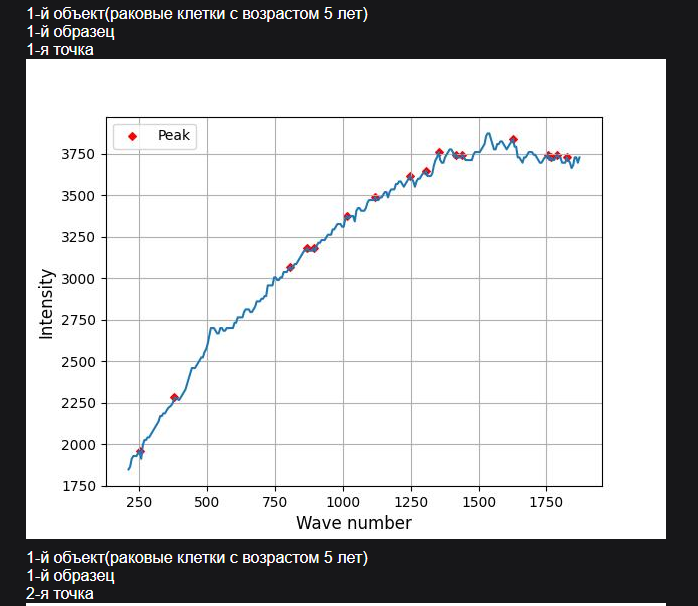 1-й объект(раковые клетки с возрастом 5 лет)
1-й образец
1-я точка
Peak
3750
3500
3250
3000
2750
2500
2250
2000
1750
Intensity
250 500 750 1000 1250 1500 1750
Wave number
1-й объект(раковые клетки с возрастом 5 лет)
1-й образец
2-я точка